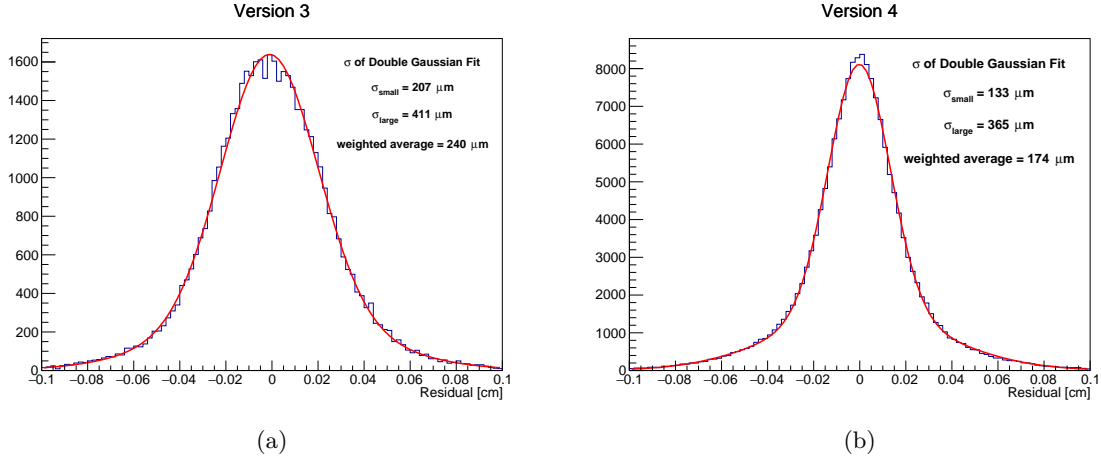 Version 3
1600
1400
1200
1000
800
600
400
200
0
−0.1 −0.08 −0.06 −0.04 −0.02 0 0.02 0.04 0.06 0.08 0.1
Residual [cm]
σ of Double Gaussian Fit
σsmall = 207 μm
σlarge = 411 μm
weighted average = 240 μm
(a)
Version 4
8000
7000
6000
5000
4000
3000
2000
1000
0
−0.1 −0.08 −0.06 −0.04 −0.02 0 0.02 0.04 0.06 0.08 0.1
Residual [cm]
σ of Double Gaussian Fit
σsmall = 133 μm
σlarge = 365 μm
weighted average = 174 μm
(b)